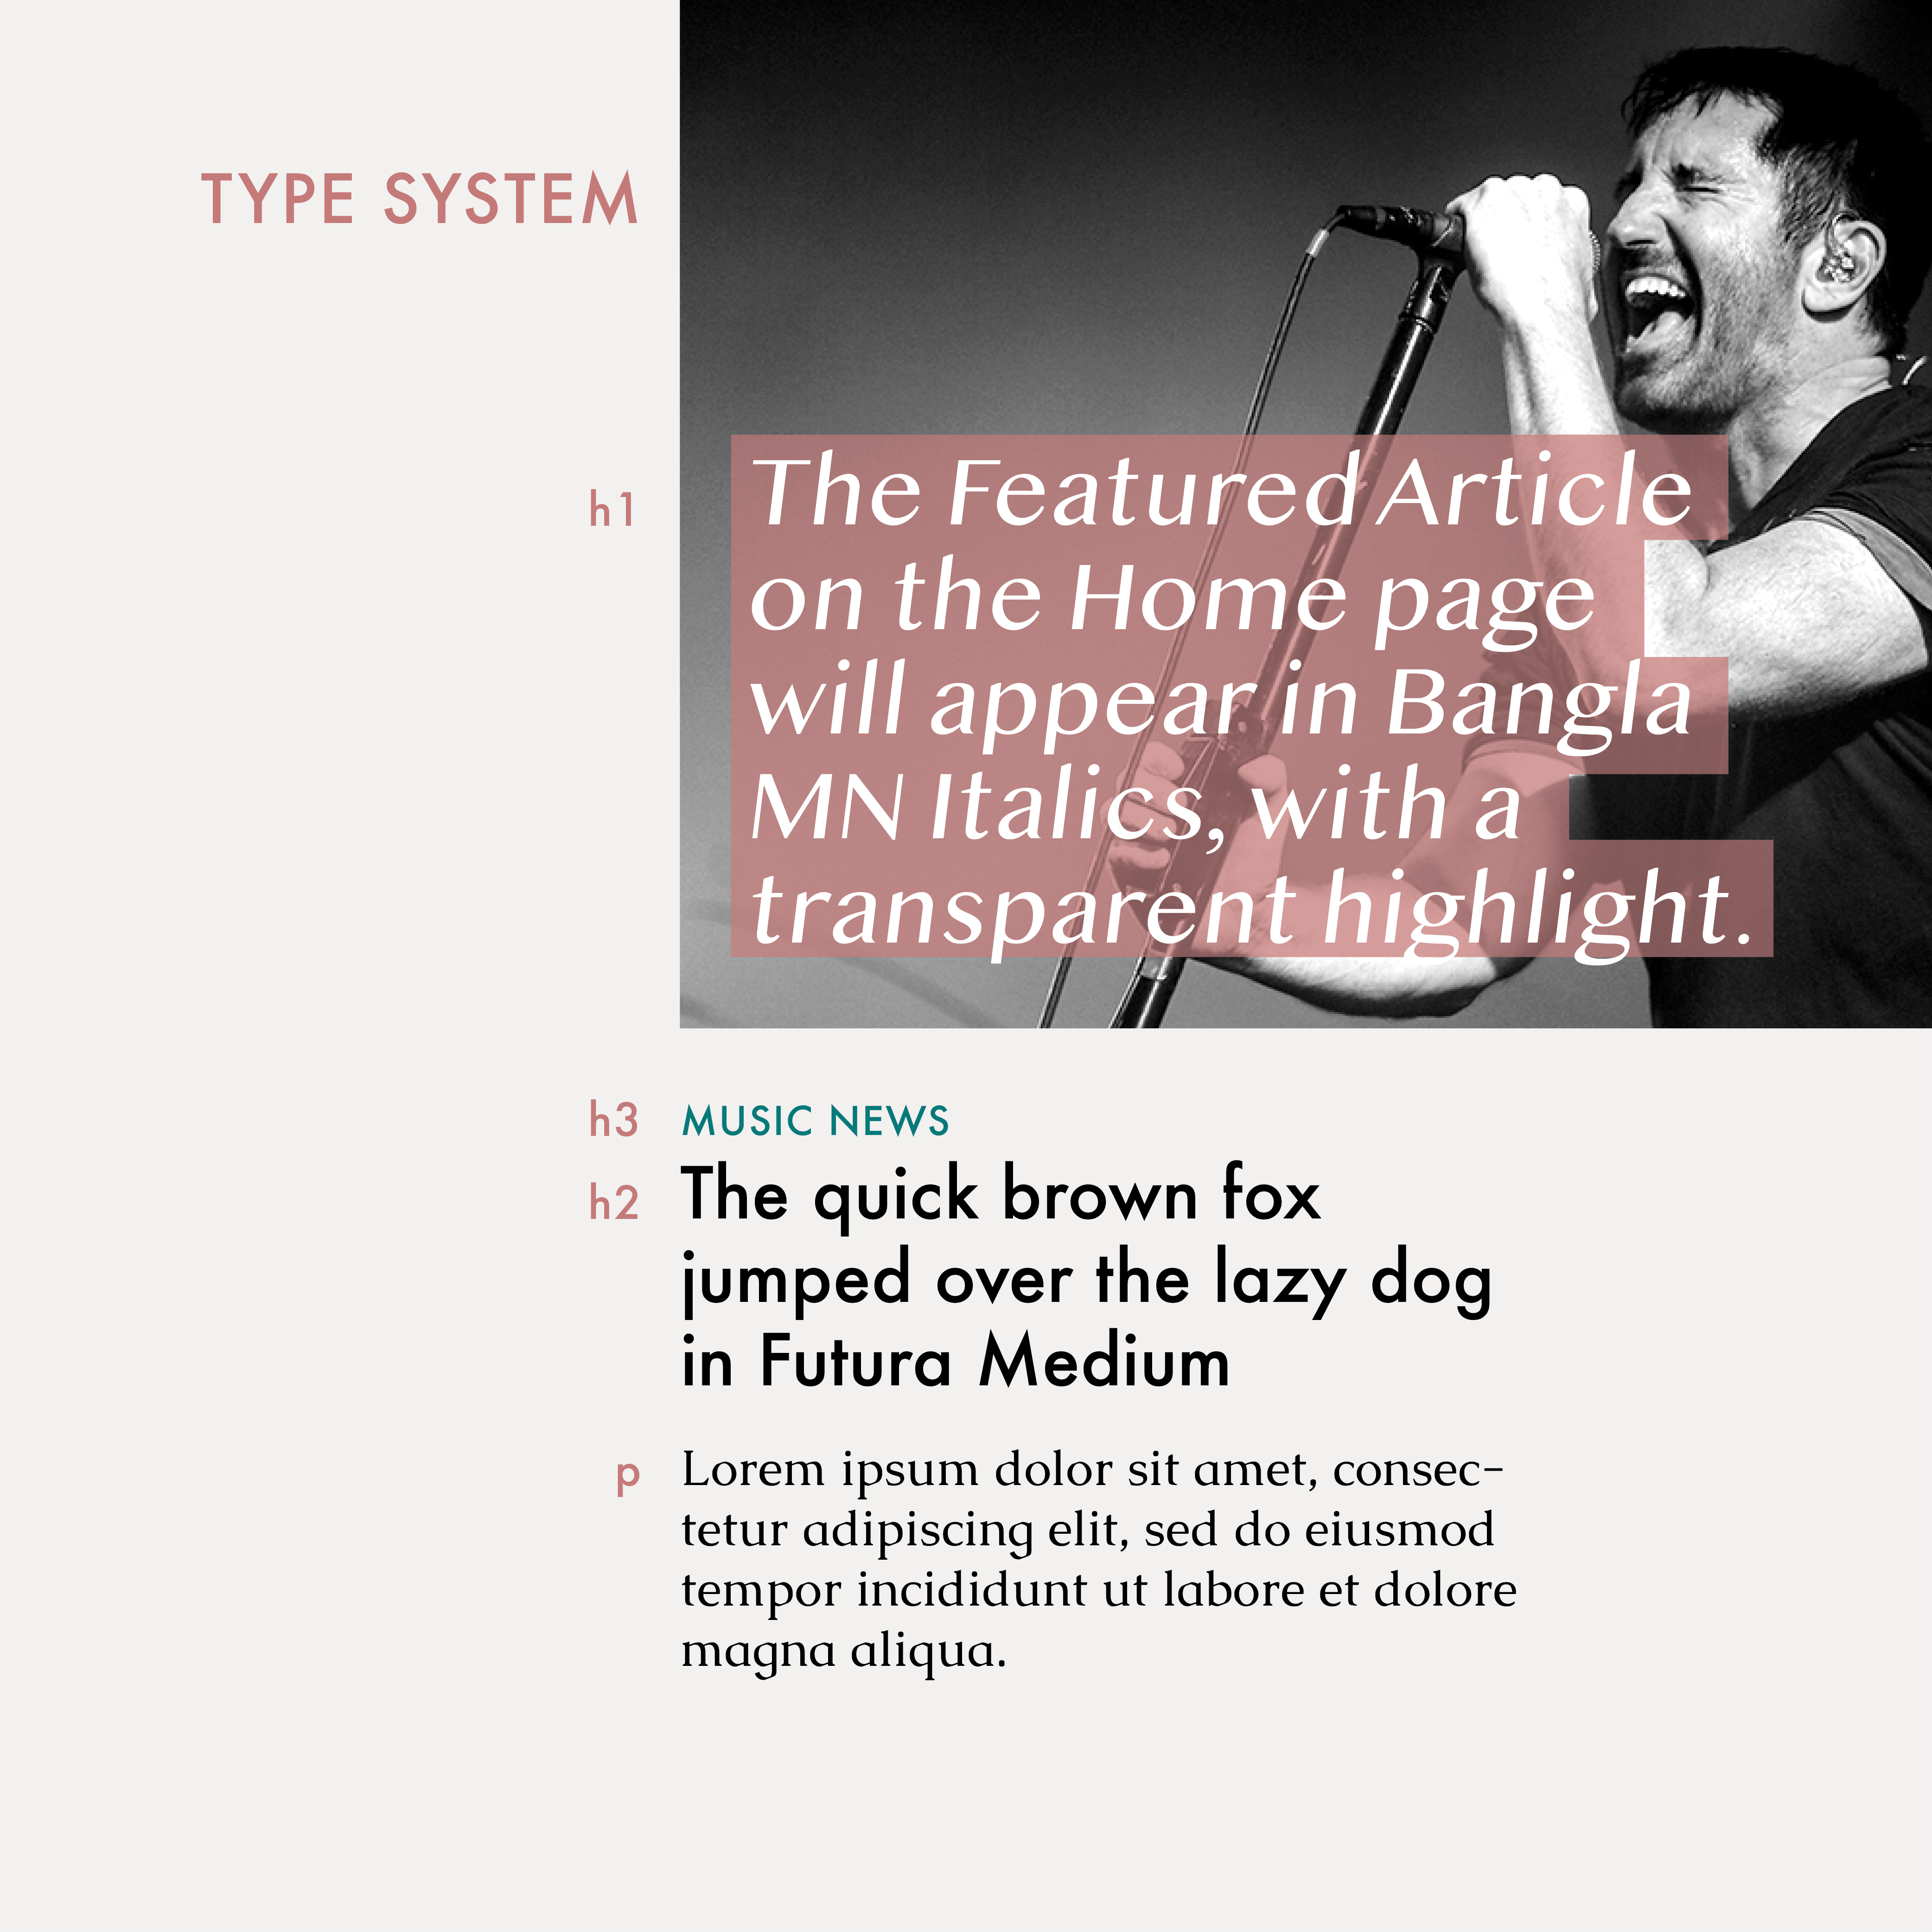 TYPE SYSTEM
h1
The Featured Article
on the Home page
will appear in Bangla
MN Italics, with a
transparent highlight.
h3 MUSIC NEWS
h2 The quick brown fox
jumped over the lazy dog
in Futura Medium
p Lorem ipsum dolor sit amet, consec-
tetur adipiscing elit, sed do eiusmod
tempor incididunt ut labore et dolore
magna aliqua.